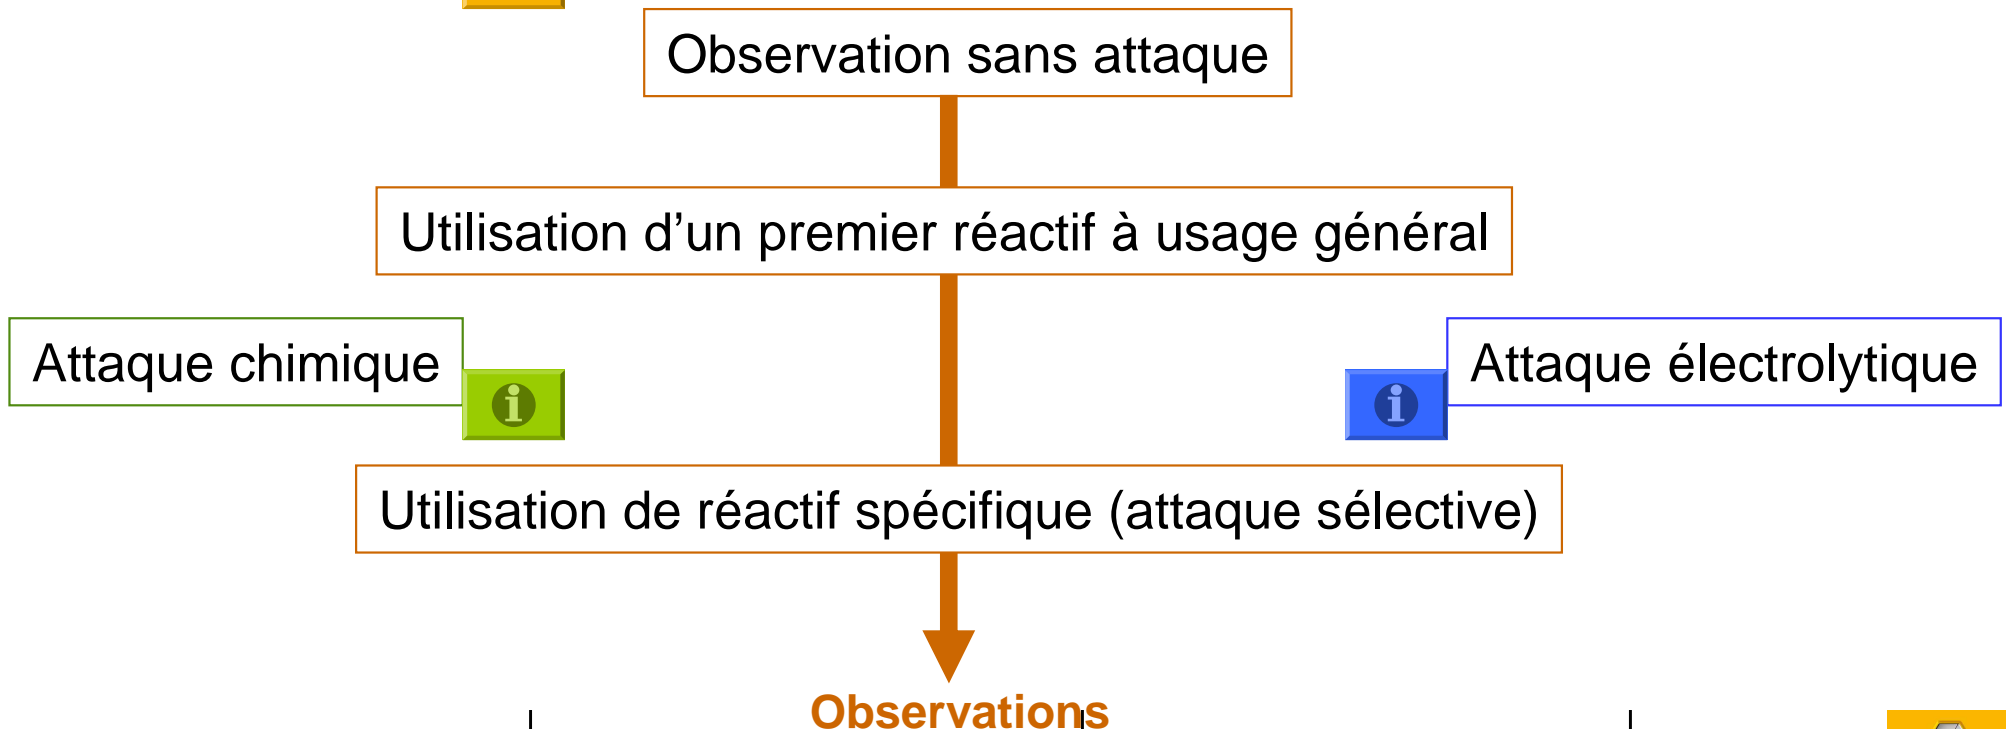 Observation sans attaque
Utilisation d’un premier réactif à usage général
Attaque chimique
Attaque électrolytique
Utilisation de réactif spécifique (attaque sélective)
Observations